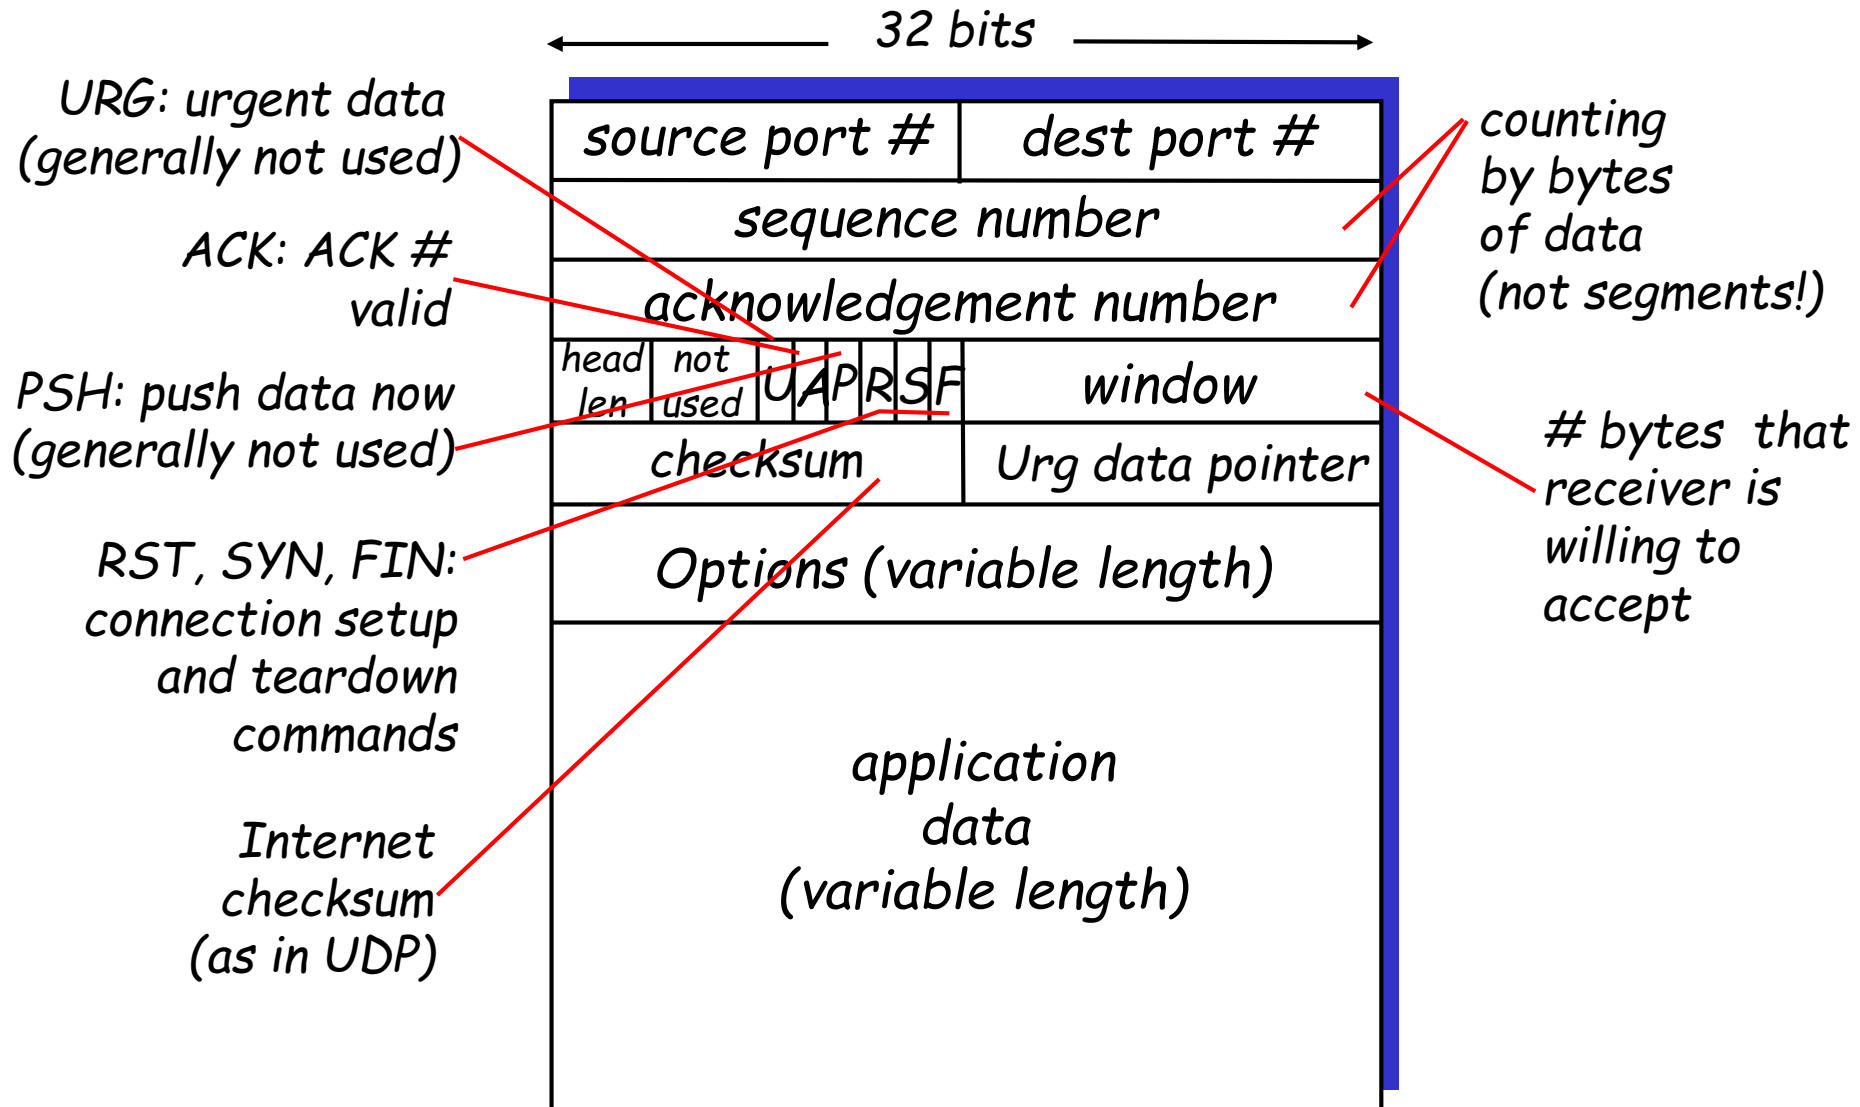 32 bits
URG: urgent data
(generally not used)
ACK: ACK #
valid
PSH: push data now
(generally not used)
RST, SYN, FIN:
connection setup
and teardown
commands
Internet
checksum
(as in UDP)
source port #
dest port #
sequence number
acknowledgement number
head
len
not
used
U
A
P
R
S
F
window
checksum
Urg data pointer
Options (variable length)
application
data
(variable length)
counting
by bytes
of data
(not segments!)
# bytes that
receiver is
willing to
accept